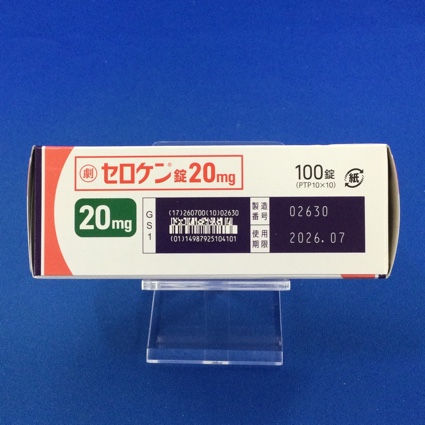 劇 セロケン®錠20mg
100錠
(PTP10×10)
紙
20mg
GS1
(17)260700(10)02630
(01)14987925104101
製造番号 02630
使用期限 2026.07